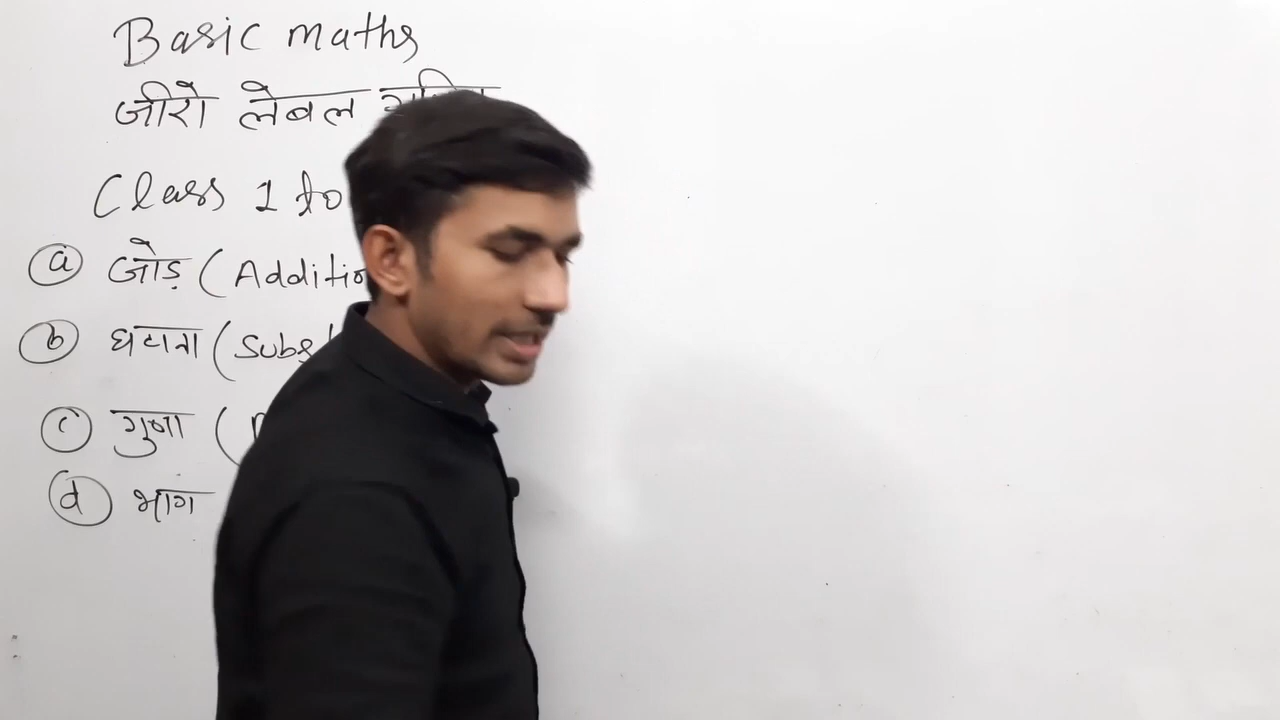 Basic maths
जीरो लेबल
Class 1 to
a जोड़ (Additio
b घटाना (Subs
c गुणा (
d भाग